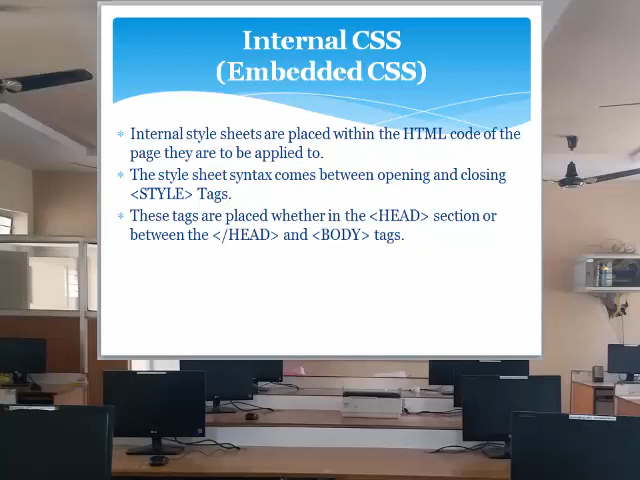 Internal CSS
(Embedded CSS)
Internal style sheets are placed within the HTML code of the
page they are to be applied to.
The style sheet syntax comes between opening and closing
<STYLE> Tags.
These tags are placed whether in the <HEAD> section or
between the </HEAD> and <BODY> tags.